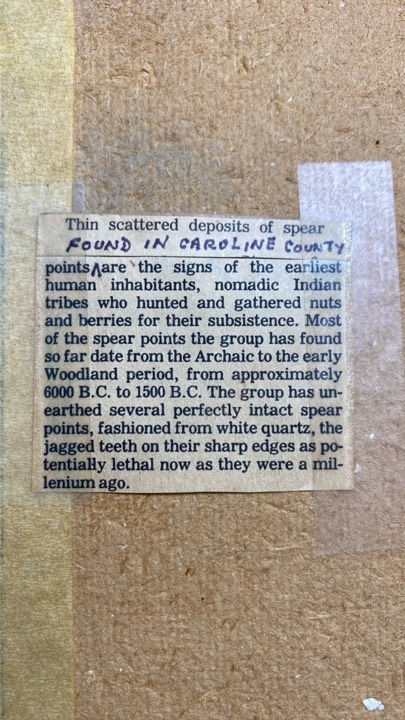 Thin scattered deposits of spear
FOUND IN CAROLINE COUNTY
points are the signs of the earliest
human inhabitants, nomadic Indian
tribes who hunted and gathered nuts
and berries for their subsistence. Most
of the spear points the group has found
so far date from the Archaic to the early
Woodland period, from approximately
6000 B.C. to 1500 B.C. The group has un-
earthed several perfectly intact spear
points, fashioned from white quartz, the
jagged teeth on their sharp edges as po-
tentially lethal now as they were a mil-
lenium ago.